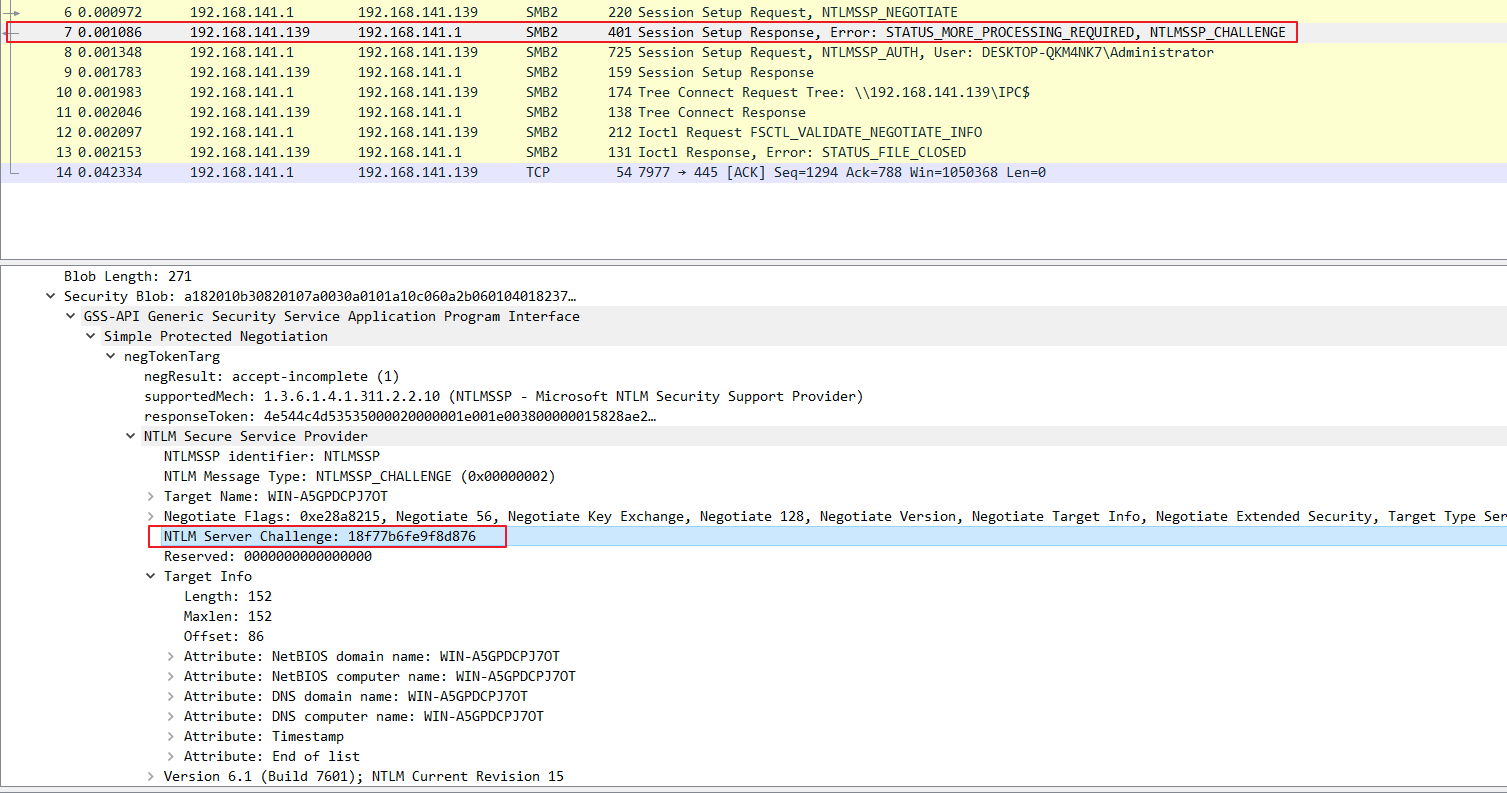 6 0.000972 192.168.141.1 192.168.141.139 SMB2 220 Session Setup Request, NTLMSSP_NEGOTIATE
7 0.001086 192.168.141.139 192.168.141.1 SMB2 401 Session Setup Response, Error: STATUS_MORE_PROCESSING_REQUIRED, NTLMSSP_CHALLENGE
8 0.001348 192.168.141.1 192.168.141.139 SMB2 725 Session Setup Request, NTLMSSP_AUTH, User: DESKTOP-QKM4NK7\Administrator
9 0.001783 192.168.141.139 192.168.141.1 SMB2 159 Session Setup Response
10 0.001983 192.168.141.1 192.168.141.139 SMB2 174 Tree Connect Request Tree: \\192.168.141.139\IPC$
11 0.002046 192.168.141.139 192.168.141.1 SMB2 138 Tree Connect Response
12 0.002097 192.168.141.1 192.168.141.139 SMB2 212 Ioctl Request FSCTL_VALIDATE_NEGOTIATE_INFO
13 0.002153 192.168.141.139 192.168.141.1 SMB2 131 Ioctl Response, Error: STATUS_FILE_CLOSED
14 0.042334 192.168.141.1 192.168.141.139 TCP 54 7977 → 445 [ACK] Seq=1294 Ack=788 Win=1050368 Len=0
Blob Length: 271
Security Blob: a182010b30820107a0030a0101a10c060a2b060104018237…
GSS-API Generic Security Service Application Program Interface
Simple Protected Negotiation
negTokenTarg
negResult: accept-incomplete (1)
supportedMech: 1.3.6.1.4.1.311.2.2.10 (NTLMSSP - Microsoft NTLM Security Support Provider)
responseToken: 4e544c4d53535000020000001e001e003800000015828ae2…
NTLM Secure Service Provider
NTLMSSP identifier: NTLMSSP
NTLM Message Type: NTLMSSP_CHALLENGE (0x00000002)
Target Name: WIN-A5GPDCPJ7OT
Negotiate Flags: 0xe28a8215, Negotiate 56, Negotiate Key Exchange, Negotiate 128, Negotiate Version, Negotiate Target Info, Negotiate Extended Security, Target Type Ser
NTLM Server Challenge: 18f77b6fe9f8d876
Reserved: 0000000000000000
Target Info
Length: 152
Maxlen: 152
Offset: 86
Attribute: NetBIOS domain name: WIN-A5GPDCPJ7OT
Attribute: NetBIOS computer name: WIN-A5GPDCPJ7OT
Attribute: DNS domain name: WIN-A5GPDCPJ7OT
Attribute: DNS computer name: WIN-A5GPDCPJ7OT
Attribute: Timestamp
Attribute: End of list
Version 6.1 (Build 7601); NTLM Current Revision 15